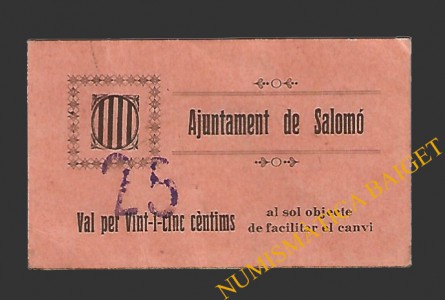 Ajuntament de Salomó
25
Val per vint-i-cinc cèntims
al sol objecte
de facilitar el canvi
NUMISMATICA BAIGET